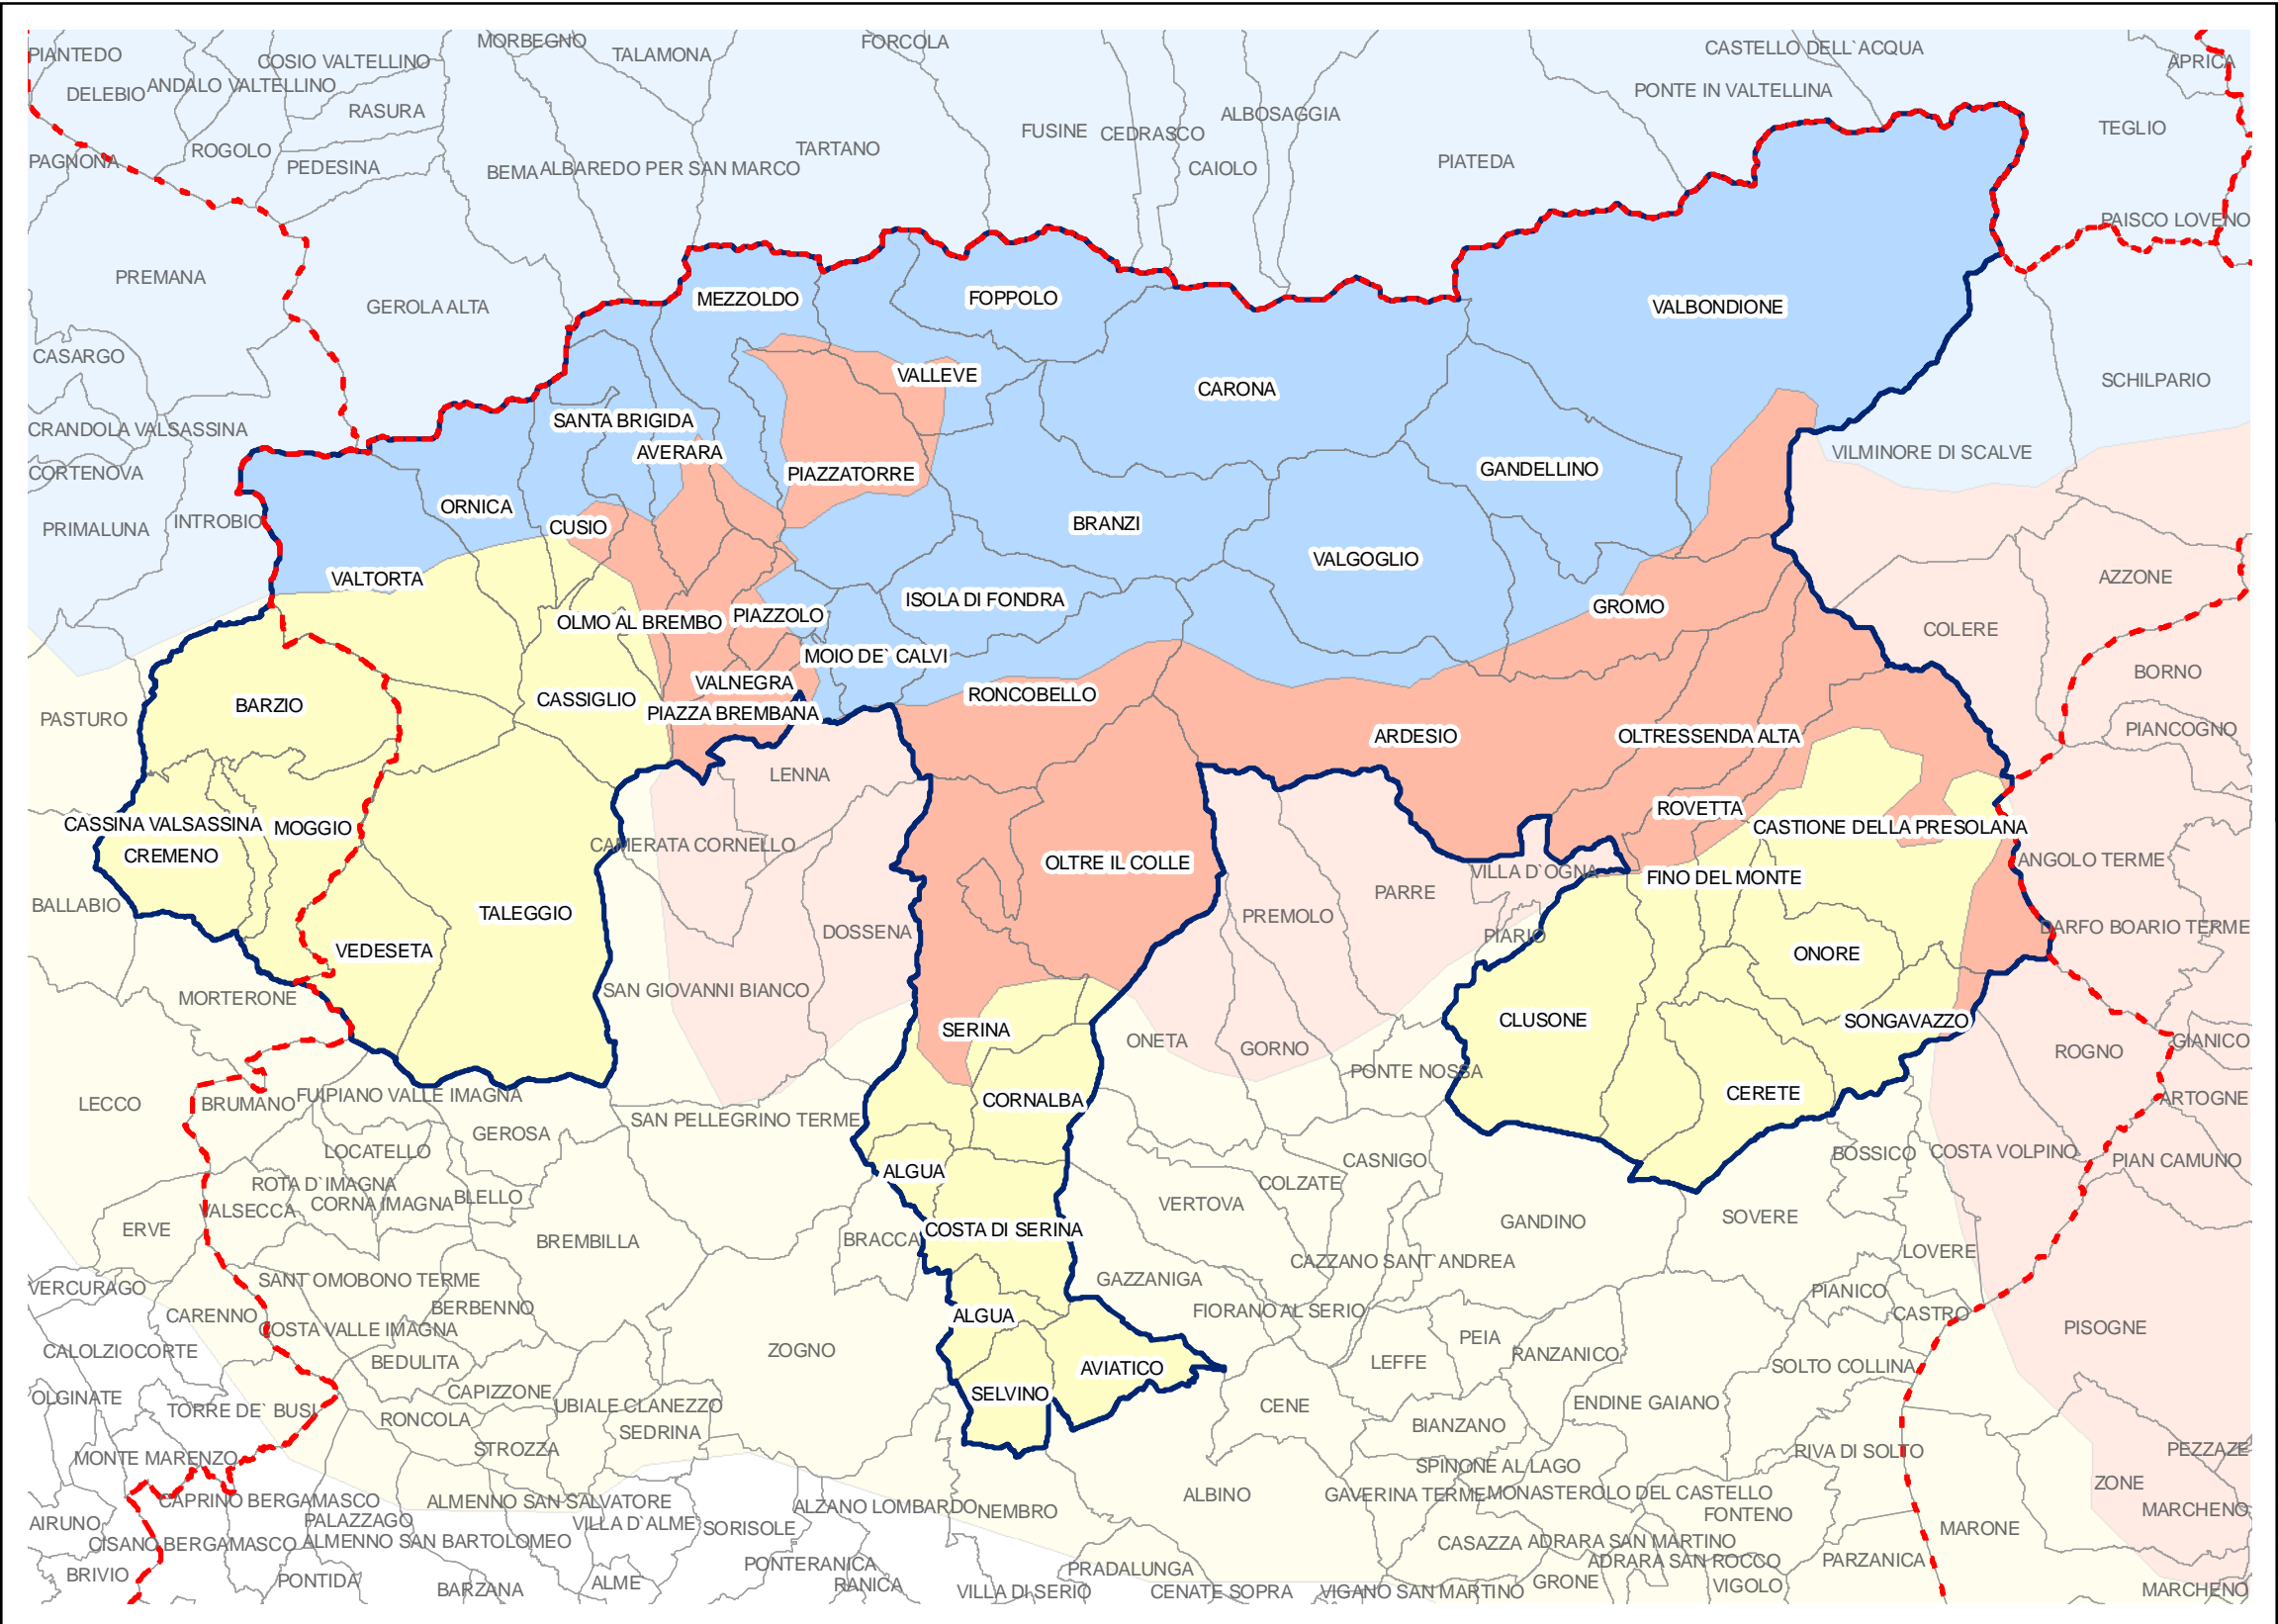 MORBEGNO
FORCOLA
PIANTEDO
COSIO VALTELLINO
TALAMONA
CASTELLO DELL`ACQUA
APRICA
DELEBIO
ANDALO VALTELLINO
PONTE IN VALTELLINA
RASURA
ALBOSAGGIA
TEGLIO
FUSINE
CEDRASCO
ROGOLO
TARTANO
PAGNONA
PEDESINA
BEMA
ALBAREDO PER SAN MARCO
CAIOLO
PIATEDA
PAISCO LOVENO
PREMANA
GEROLA ALTA
MEZZOLDO
FOPPOLO
VALBONDIONE
CASARGO
VALLEVE
CARONA
SCHILPARIO
CRANDOLA VALSASSINA
SANTA BRIGIDA
AVERARA
VILMINORE DI SCALVE
CORTENOVA
PIAZZATORRE
GANDELLINO
ORNICA
PRIMALUNA
INTROBIO
CUSIO
BRANZI
VALTORTA
VALGOGLIO
AZZONE
ISOLA DI FONDRA
GROMO
OLMO AL BREMBO
PIAZZOLO
COLERE
MOIO DE` CALVI
BORNO
VALNEGRA
RONCOBELLO
BARZIO
CASSIGLIO
PASTURO
PIAZZA BREMBANA
PIANCOGNO
ARDESIO
OLTRESSENDA ALTA
LENNA
ROVETTA
CASSINA VALSASSINA
MOGGIO
CASTIONE DELLA PRESOLANA
CAMERATA CORNELLO
CREMENO
OLTRE IL COLLE
ANGOLO TERME
VILLA D`OGNA
FINO DEL MONTE
PARRE
BALLABIO
TALEGGIO
PREMOLO
DOSSENA
DARFO BOARIO TERME
PIARIO
VEDESETA
ONORE
MORTERONE
SAN GIOVANNI BIANCO
CLUSONE
SONGAVAZZO
SERINA
ONETA
GORNO
GIANICO
ROGNO
PONTE NOSSA
LECCO
BRUMANO
FUIPIANO VALLE IMAGNA
CERETE
CORNALBA
ARTOGNE
SAN PELLEGRINO TERME
GEROSA
LOCATELLO
BOSSICO
COSTA VOLPINO
CASNIGO
PIAN CAMUNO
ALGUA
ROTA D`IMAGNA
COLZATE
CORNA IMAGNA
BLELLO
VERTOVA
VALSECCA
GANDINO
SOVERE
ERVE
COSTA DI SERINA
BREMBILLA
BRACCA
LOVERE
CAZZANO SANT`ANDREA
VERCURAGO
SANT OMOBONO TERME
GAZZANIGA
PIANICO
CARENNO
BERBENNO
FIORANO AL SERIO
CASTRO
ALGUA
COSTA VALLE IMAGNA
PISOGNE
PEIA
CALOLZIOCORTE
ZOGNO
RANZANICO
BEDULITA
LEFFE
SOLTO COLLINA
AVIATICO
OLGINATE
CAPIZZONE
SELVINO
TORRE DE` BUSI
UBIALE CLANEZZO
CENE
ENDINE GAIANO
RONCOLA
BIANZANO
SEDRINA
STROZZA
RIVA DI SOLTO
PEZZAZE
MONTE MARENZO
SPINONE AL LAGO
ZONE
ALBINO
GAVERINA TERME
MONASTEROLO DEL CASTELLO
CAPRINO BERGAMASCO
ALMENNO SAN SALVATORE
ALZANO LOMBARDO
NEMBRO
MARCHENO
FONTENO
AIRUNO
PALAZZAGO
VILLA D`ALME
SORISOLE
MARONE
CISANO BERGAMASCO
ALMENNO SAN BARTOLOMEO
CASAZZA
ADRARA SAN MARTINO
PONTERANICA
ADRARA SAN ROCCO
PARZANICA
BRIVIO
PONTIDA
PRADALUNGA
ALME
RANICA
GRONE
VIGOLO
BARZANA
VILLA DI SERIO
CENATE SOPRA
VIGANO SAN MARTINO
MARCHENO